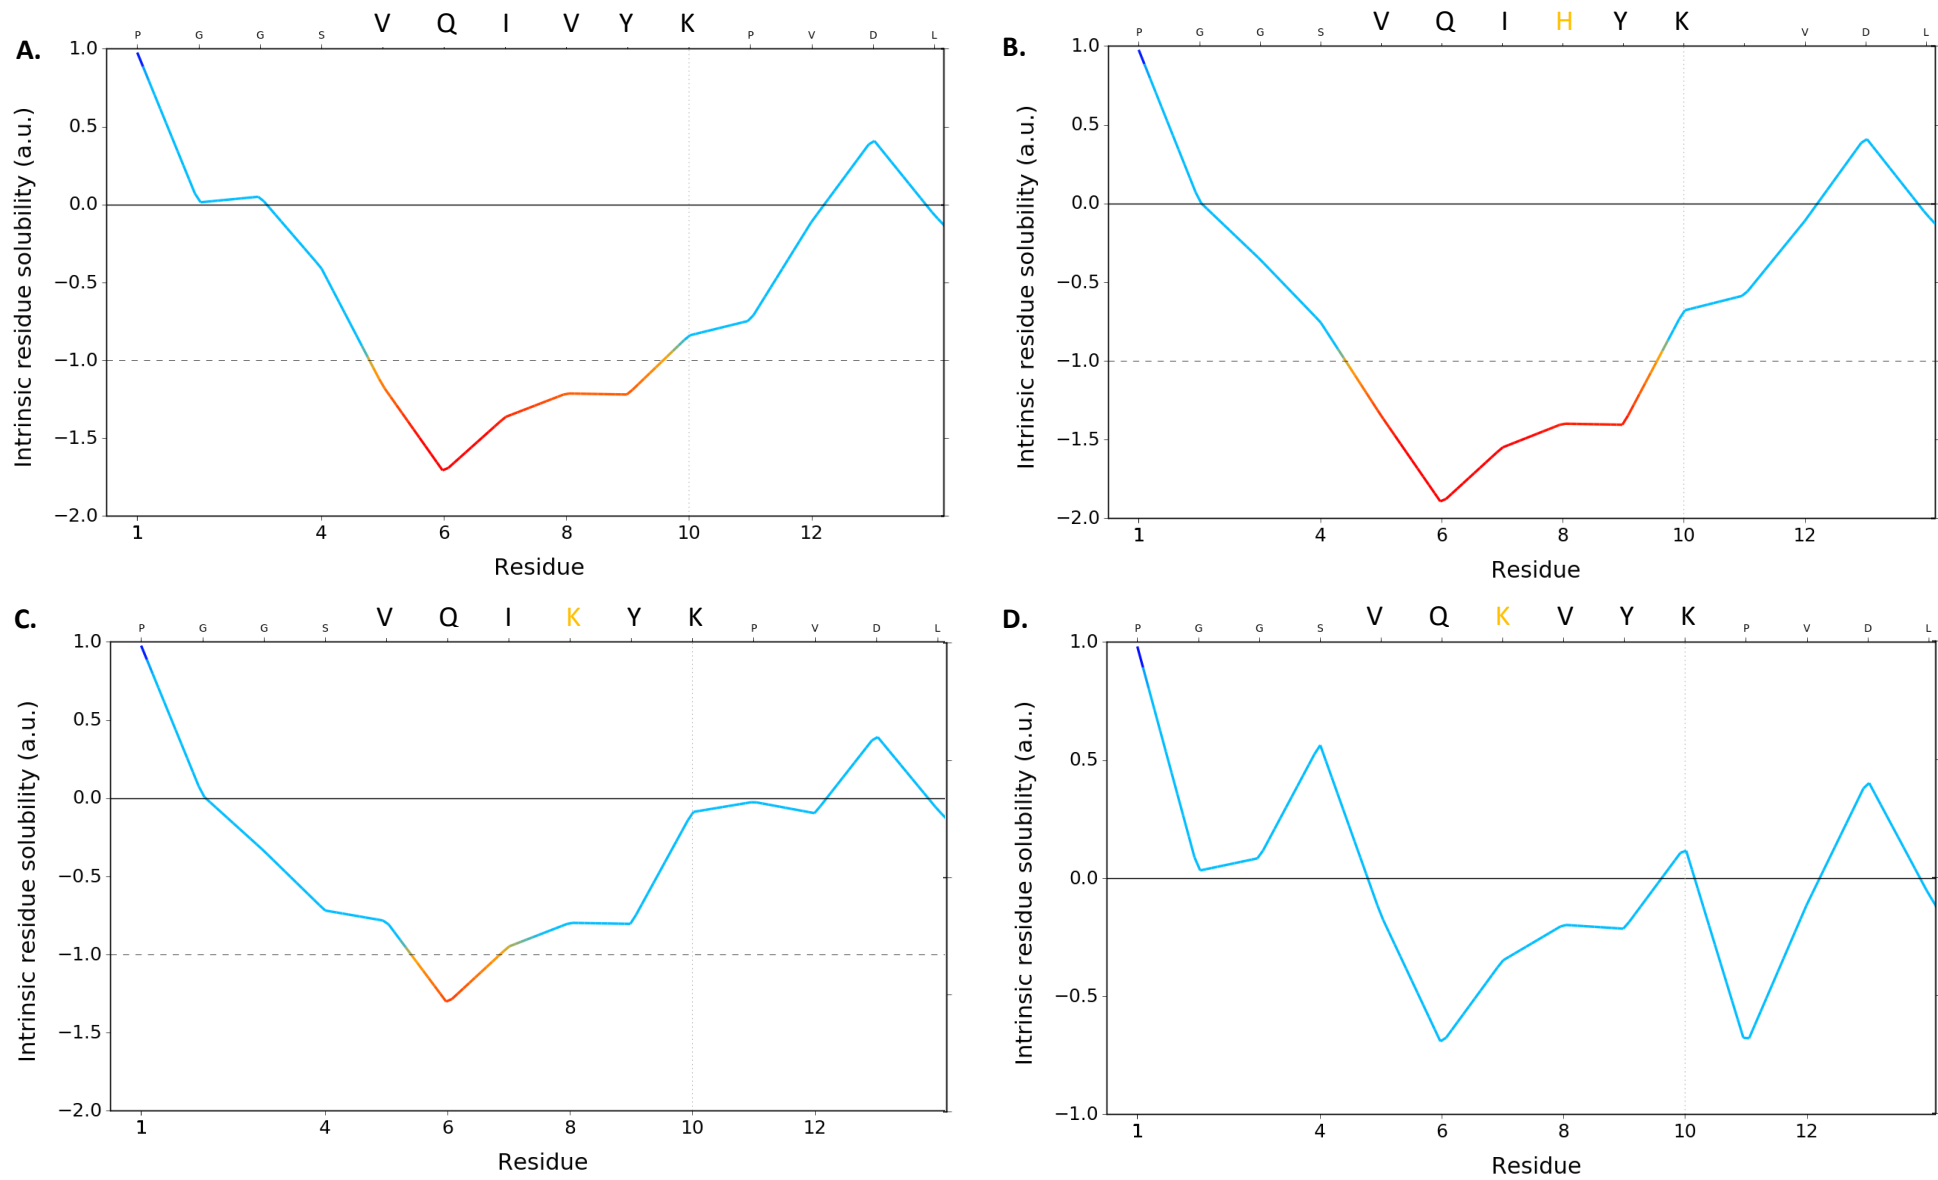 A.
V Q I V Y K
P G G S P V D L
1.0
0.5
0.0
−0.5
−1.0
−1.5
−2.0
Intrinsic residue solubility (a.u.)
1 4 6 8 10 12
Residue
B.
V Q I H Y K
P G G S V D L
1.0
0.5
0.0
−0.5
−1.0
−1.5
−2.0
Intrinsic residue solubility (a.u.)
1 4 6 8 10 12
Residue
C.
V Q I K Y K
P G G S P V D L
1.0
0.5
0.0
−0.5
−1.0
−1.5
−2.0
Intrinsic residue solubility (a.u.)
1 4 6 8 10 12
Residue
D.
V Q K V Y K
P G G S P V D L
1.0
0.5
0.0
−0.5
−1.0
Intrinsic residue solubility (a.u.)
1 4 6 8 10 12
Residue